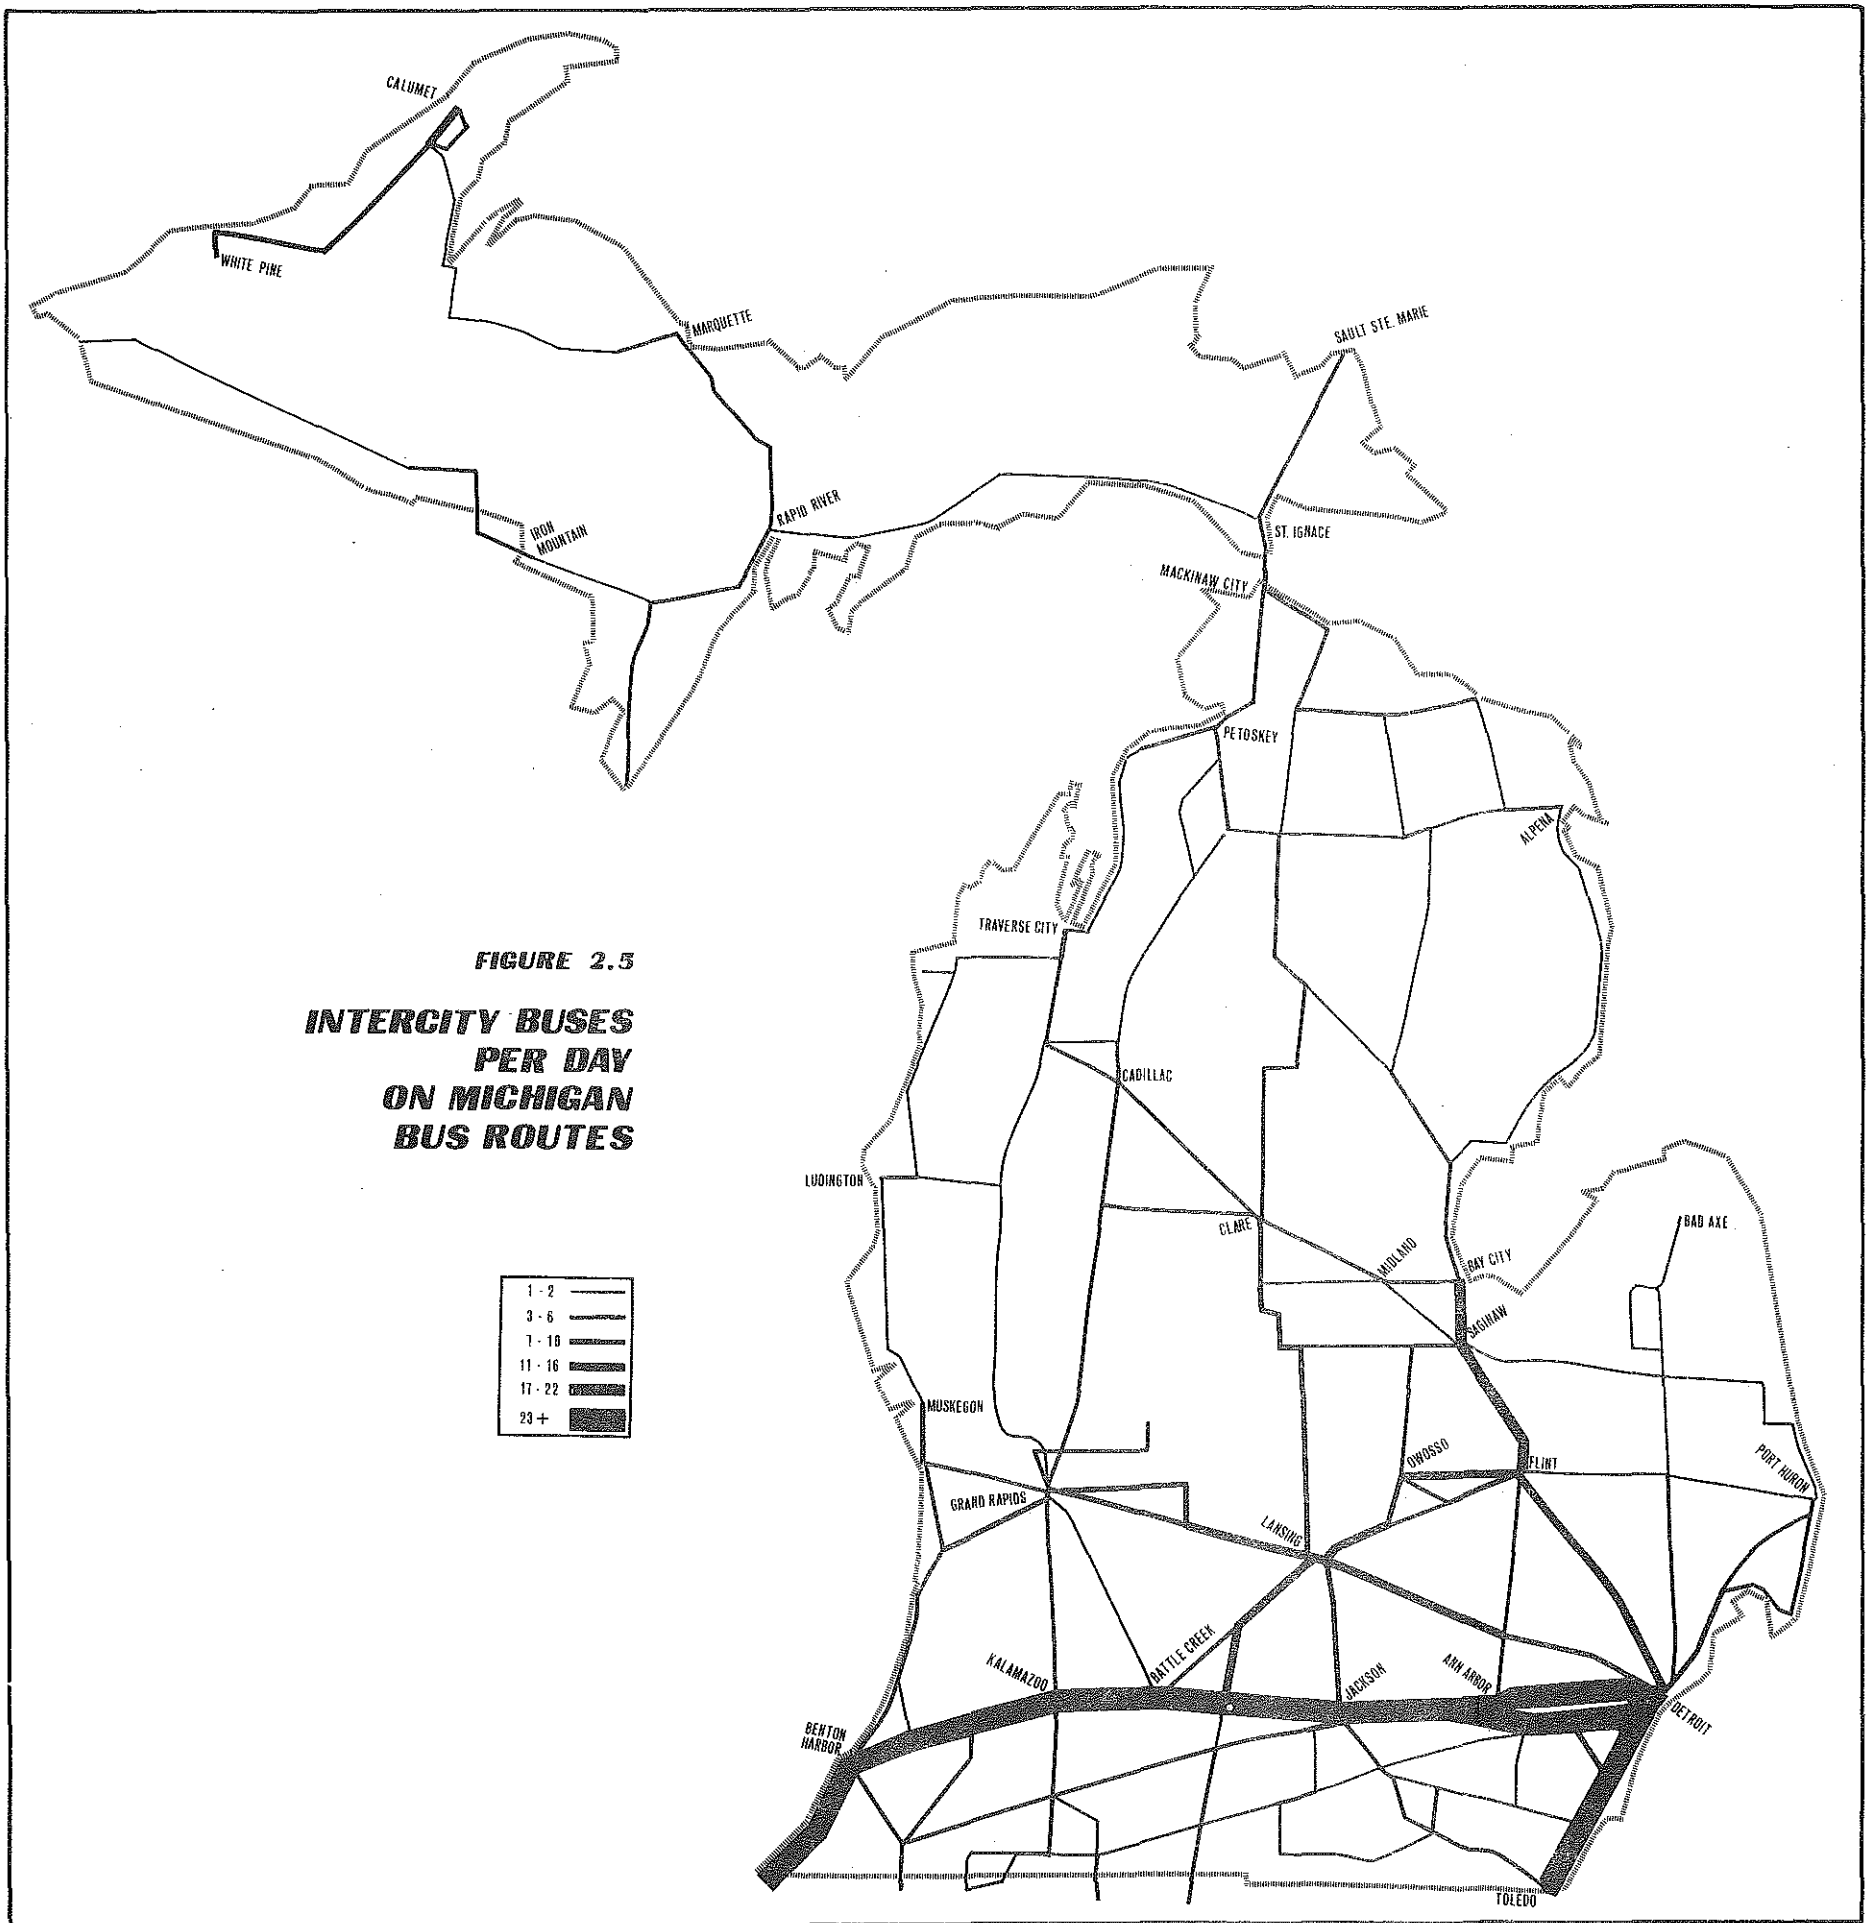 CALUMET
WHITE PINE
MARQUETTE
SAULT STE. MARIE
RAPID RIVER
IRON
MOUNTAIN
ST. IGNACE
MACKINAW CITY
PETOSKEY
ALPENA
TRAVERSE CITY
FIGURE 2.5
INTERCITY BUSES
PER DAY
ON MICHIGAN
BUS ROUTES
CADILLAC
LUDINGTON
CLARE
MIDLAND
BAY CITY
BAD AXE
SAGINAW
1 - 2
3 - 6
7 - 10
11 - 16
17 - 22
23 +
MUSKEGON
OWOSSO
FLINT
PORT HURON
GRAND RAPIDS
LANSING
KALAMAZOO
BATTLE CREEK
JACKSON
ANN ARBOR
DETROIT
BENTON
HARBOR
TOLEDO